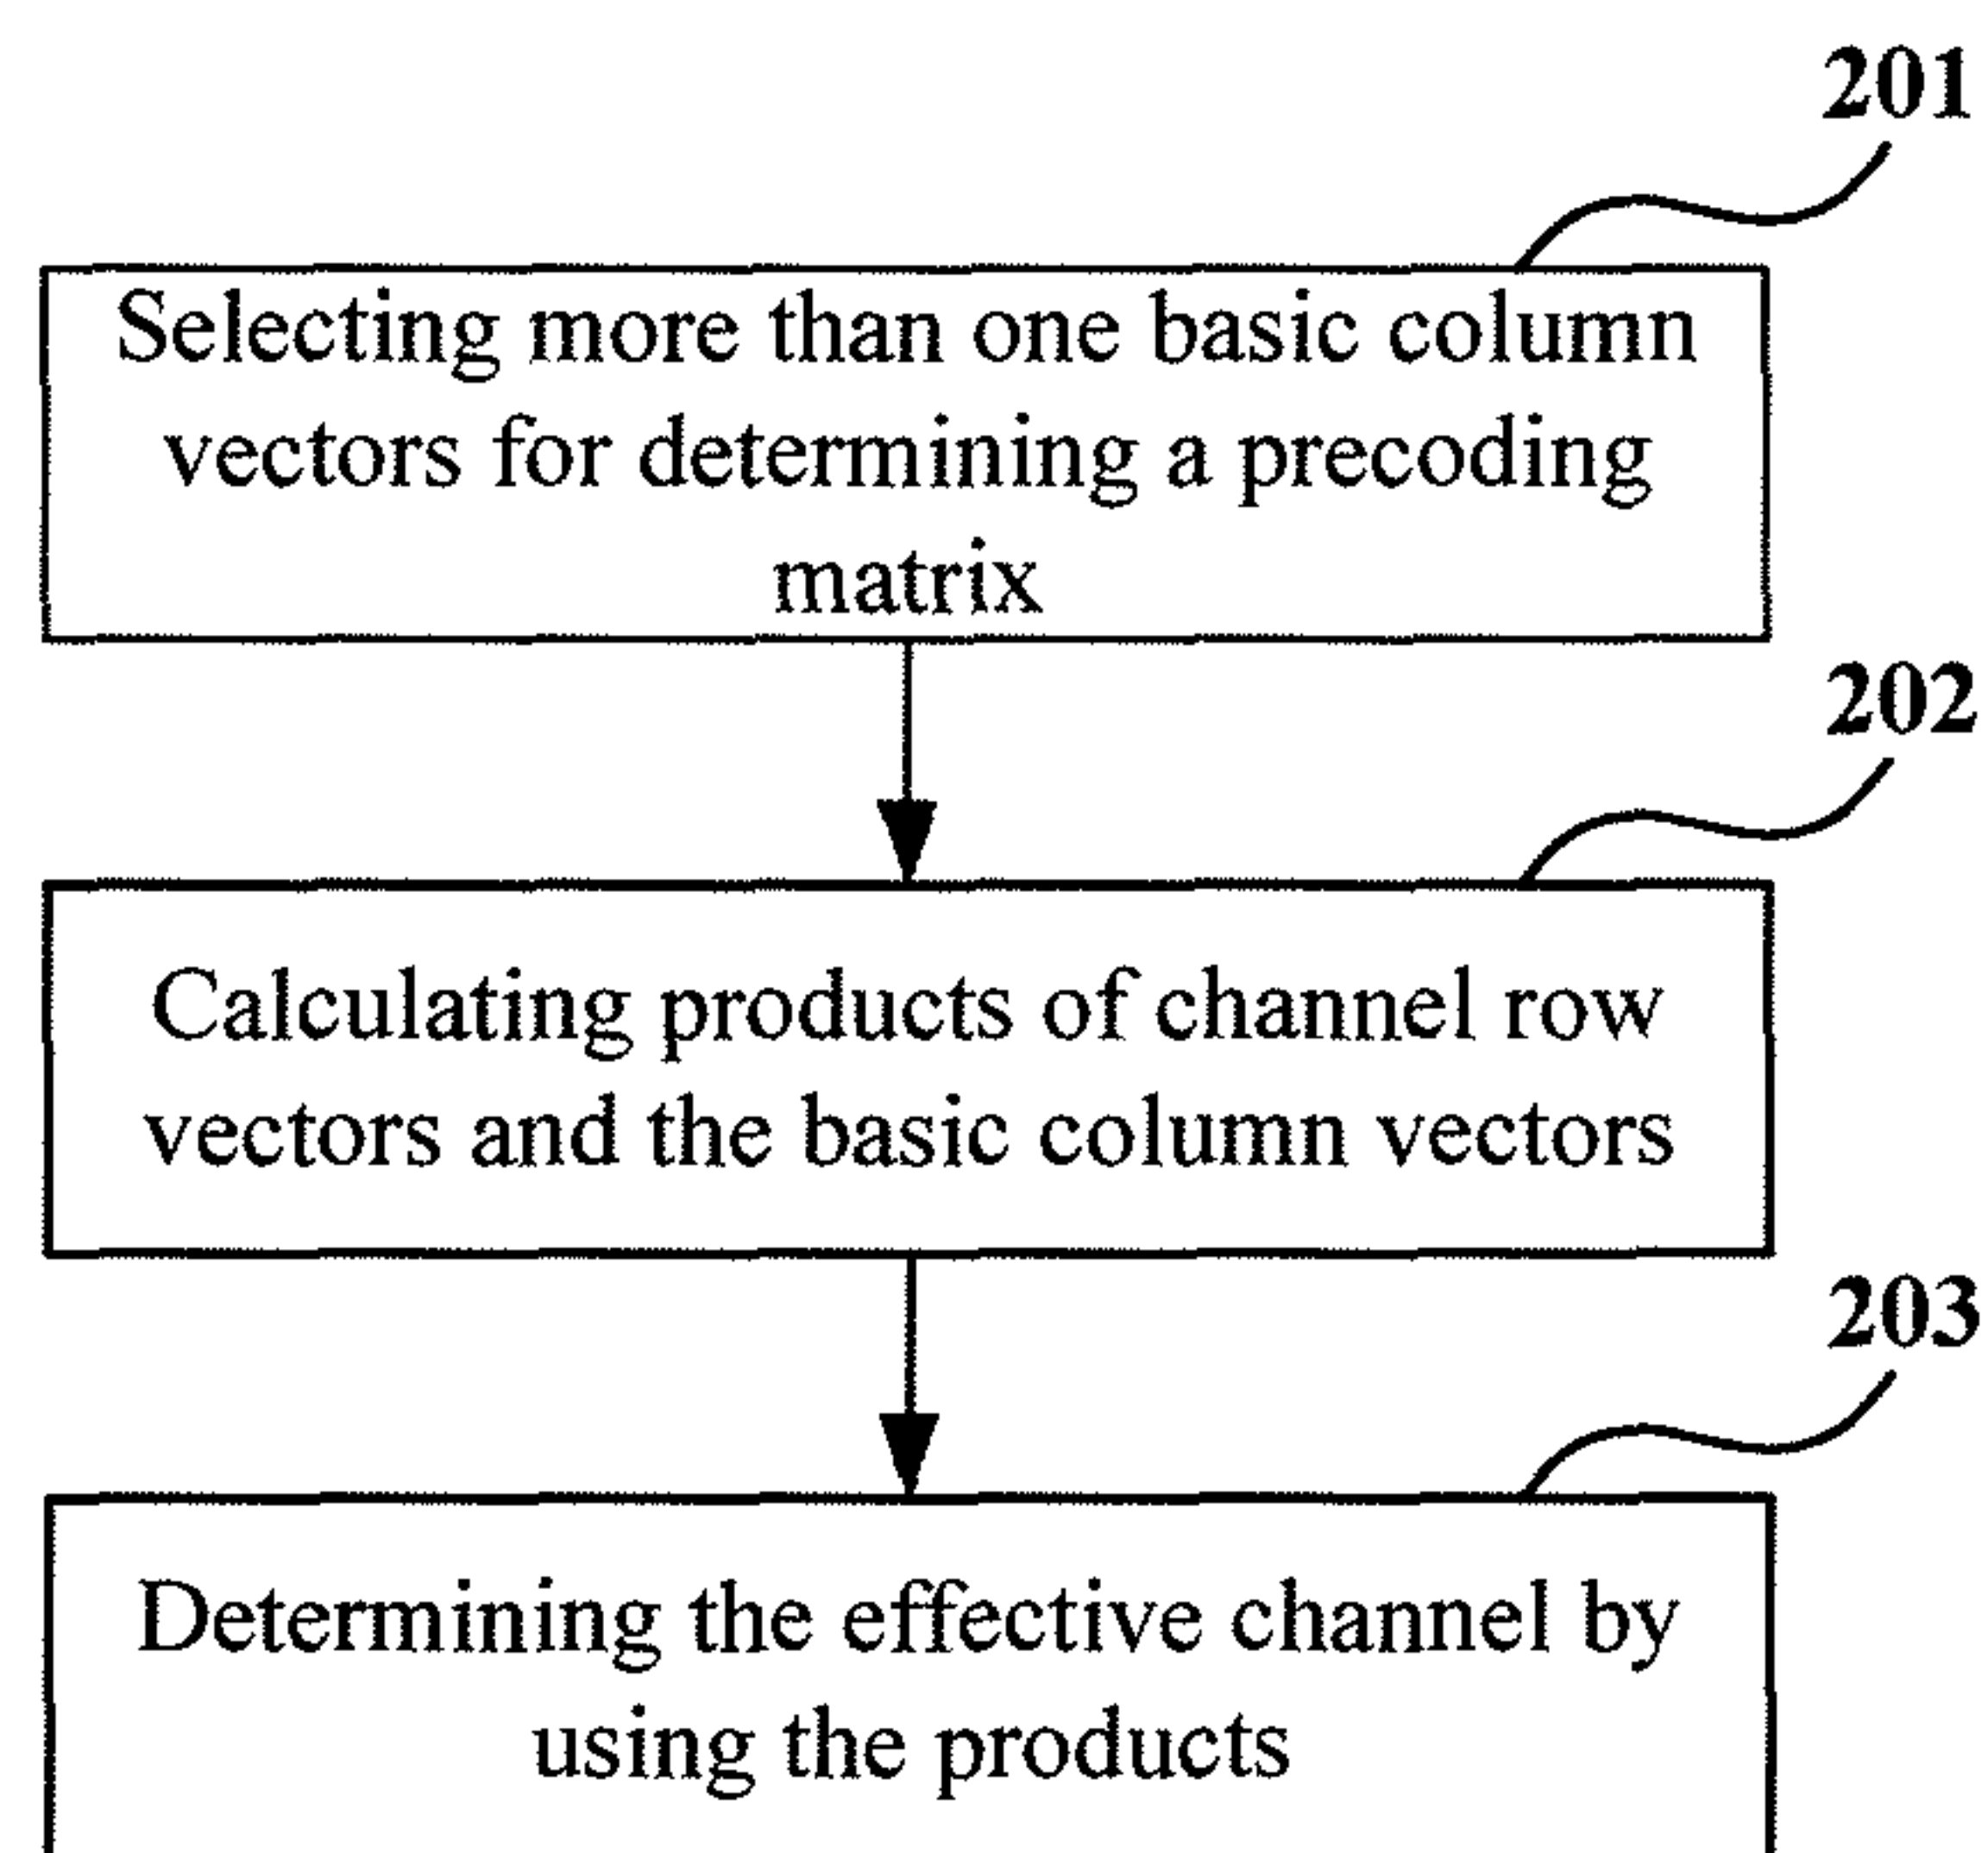 201
Selecting more than one basic column
vectors for determining a precoding
matrix
202
Calculating products of channel row
vectors and the basic column vectors
203
Determining the effective channel by
using the products